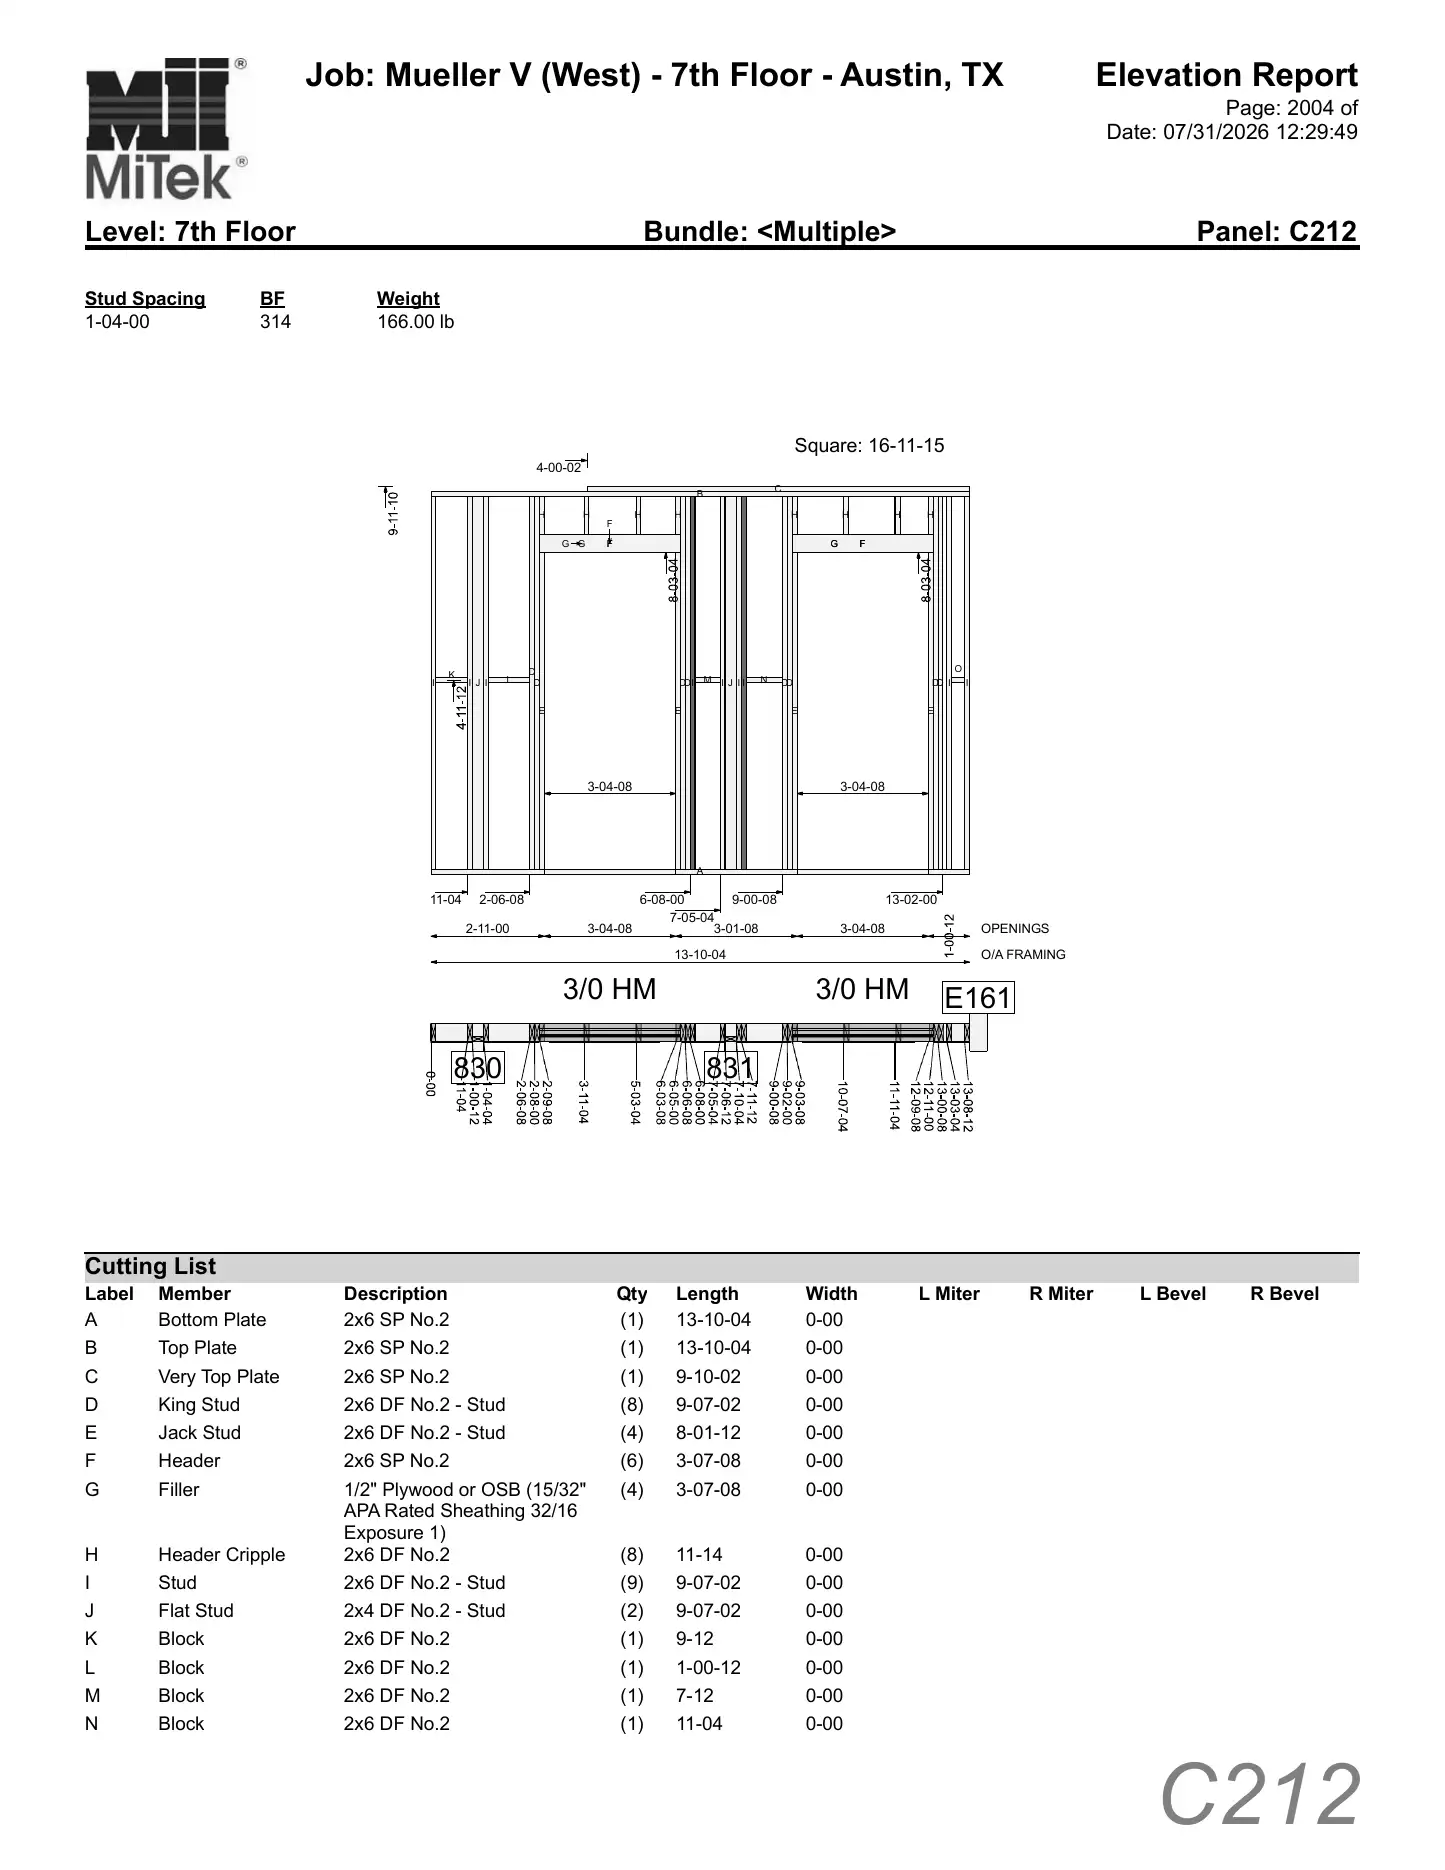 Job: Mueller V (West) - 7th Floor - Austin, TX
Elevation Report
Page: 2004 of
Date: 07/31/2026 12:29:49
MiTek®
Level: 7th Floor Bundle: <Multiple> Panel: C212
Stud Spacing BF Weight
1-04-00 314 166.00 lb
Square: 16-11-15
4-00-02
9-11-10
C
B
H H H H H H H H
F
G G F G F
8-03-04 8-03-04
K
4-11-12
O
M N
3-04-08 3-04-08
A
11-04 2-06-08 6-08-00 9-00-08 13-02-00
7-05-04
2-11-00 3-04-08 3-01-08 3-04-08 1-00-12 OPENINGS
13-10-04 O/A FRAMING
3/0 HM 3/0 HM E161
830 831
0-00 11-04 1-00-12 1-04-04 2-06-08 2-08-00 2-09-08 3-11-04 5-03-04 6-03-08 6-05-00 6-06-08 6-08-00 7-05-04 7-06-12 7-10-04 7-11-12 9-00-08 9-02-00 9-03-08 10-07-04 11-11-04 12-09-08 12-11-00 13-00-08 13-03-04 13-08-12
Cutting List
Label Member Description Qty Length Width L Miter R Miter L Bevel R Bevel
A Bottom Plate 2x6 SP No.2 (1) 13-10-04 0-00
B Top Plate 2x6 SP No.2 (1) 13-10-04 0-00
C Very Top Plate 2x6 SP No.2 (1) 9-10-02 0-00
D King Stud 2x6 DF No.2 - Stud (8) 9-07-02 0-00
E Jack Stud 2x6 DF No.2 - Stud (4) 8-01-12 0-00
F Header 2x6 SP No.2 (6) 3-07-08 0-00
G Filler 1/2" Plywood or OSB (15/32" (4) 3-07-08 0-00
APA Rated Sheathing 32/16
Exposure 1)
H Header Cripple 2x6 DF No.2 (8) 11-14 0-00
I Stud 2x6 DF No.2 - Stud (9) 9-07-02 0-00
J Flat Stud 2x4 DF No.2 - Stud (2) 9-07-02 0-00
K Block 2x6 DF No.2 (1) 9-12 0-00
L Block 2x6 DF No.2 (1) 1-00-12 0-00
M Block 2x6 DF No.2 (1) 7-12 0-00
N Block 2x6 DF No.2 (1) 11-04 0-00
C212